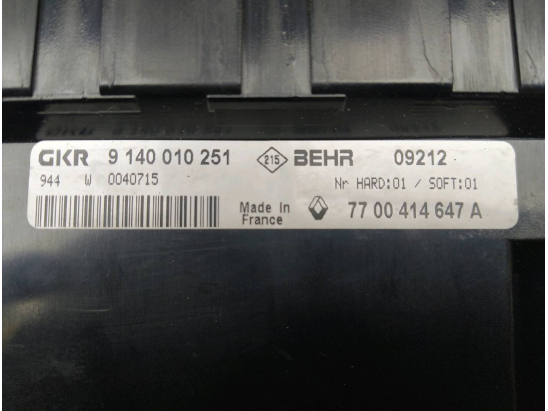 GKR 9 140 010 251 215 BEHR 09212
944 W 0040715 Nr HARD:01 / SOFT:01
Made In
France
77 00 414 647 A